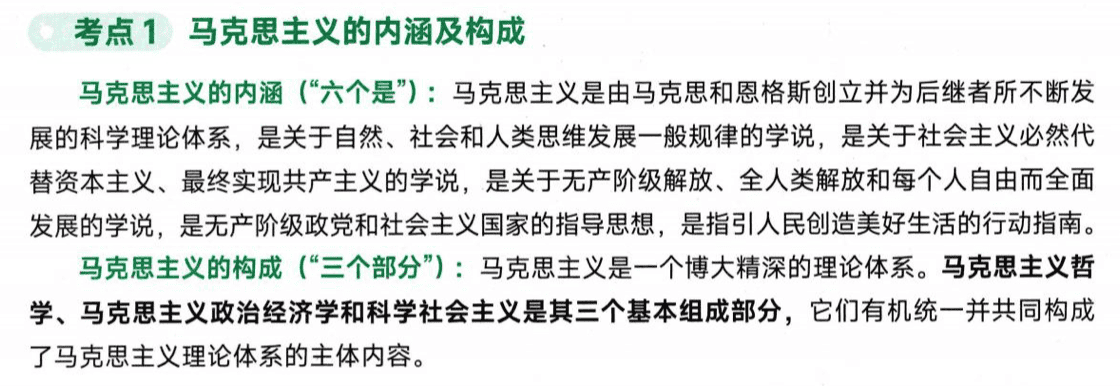 考点1 马克思主义的内涵及构成
马克思主义的内涵（“六个是”）：马克思主义是由马克思和恩格斯创立并为后继者所不断发
展的科学理论体系，是关于自然、社会和人类思维发展一般规律的学说，是关于社会主义必然代
替资本主义、最终实现共产主义的学说，是关于无产阶级解放、全人类解放和每个人自由而全面
发展的学说，是无产阶级政党和社会主义国家的指导思想，是指引人民创造美好生活的行动指南。
马克思主义的构成（“三个部分”）：马克思主义是一个博大精深的理论体系。马克思主义哲
学、马克思主义政治经济学和科学社会主义是其三个基本组成部分，它们有机统一并共同构成
了马克思主义理论体系的主体内容。